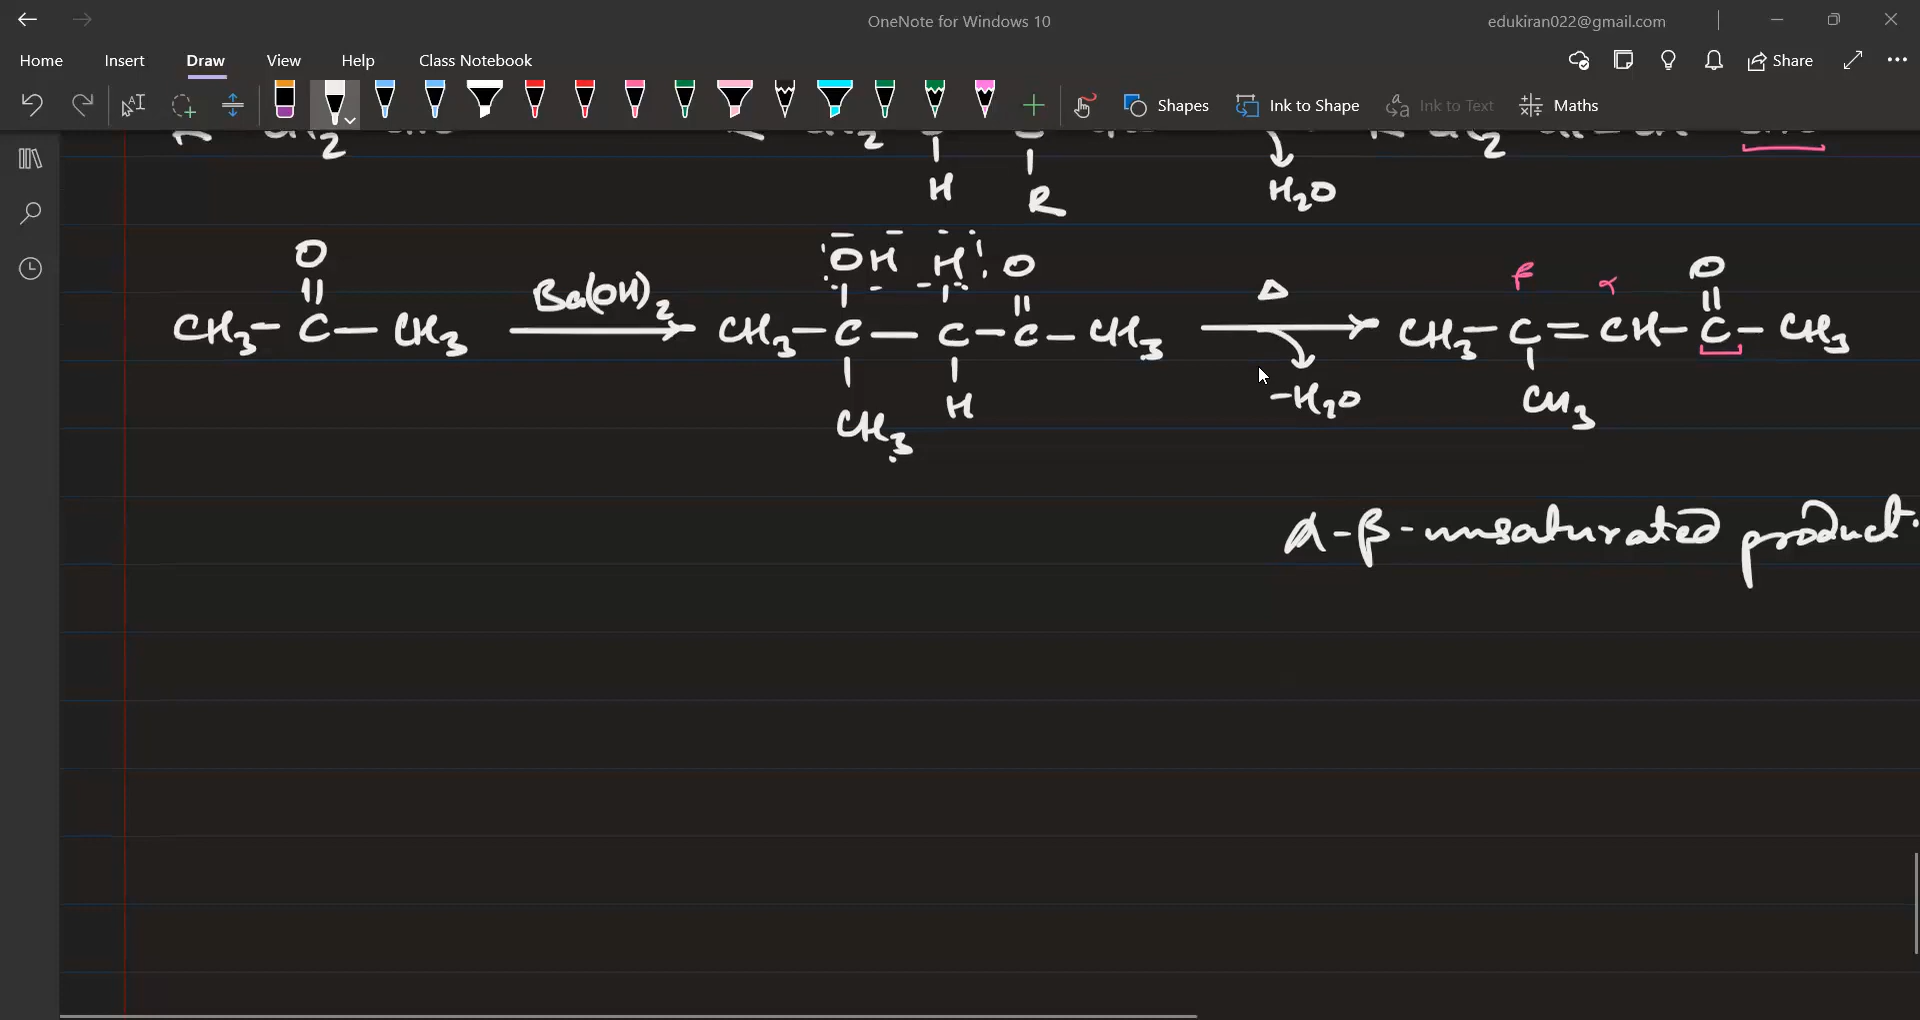 OneNote for Windows 10
edukiran022@gmail.com
Home Insert Draw View Help Class Notebook Share
Shapes Ink to Shape Ink to Text Maths
H R H2O
O OH H O β α O
CH3-C-CH3 Ba(OH)2 → CH3-C-C-C-CH3 Δ → CH3-C=CH-C-CH3
CH3 H -H2O CH3
α-β-unsaturated product.